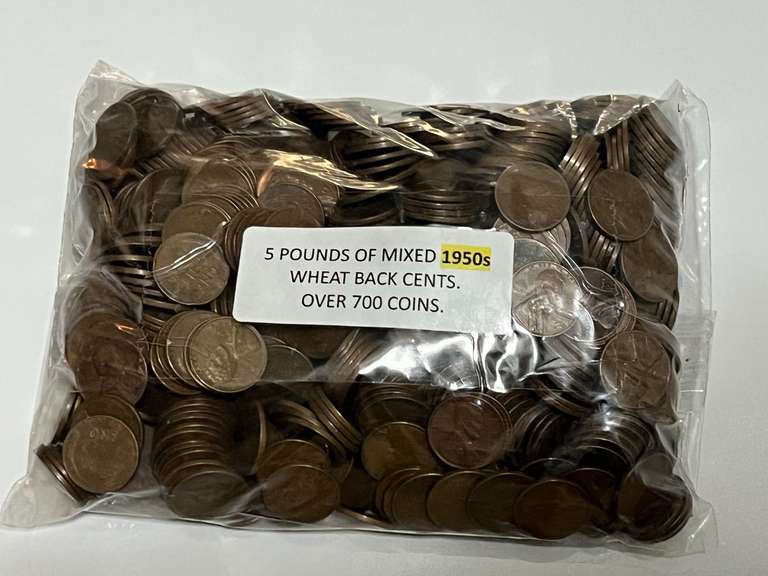 5 POUNDS OF MIXED 1950s
WHEAT BACK CENTS.
OVER 700 COINS.